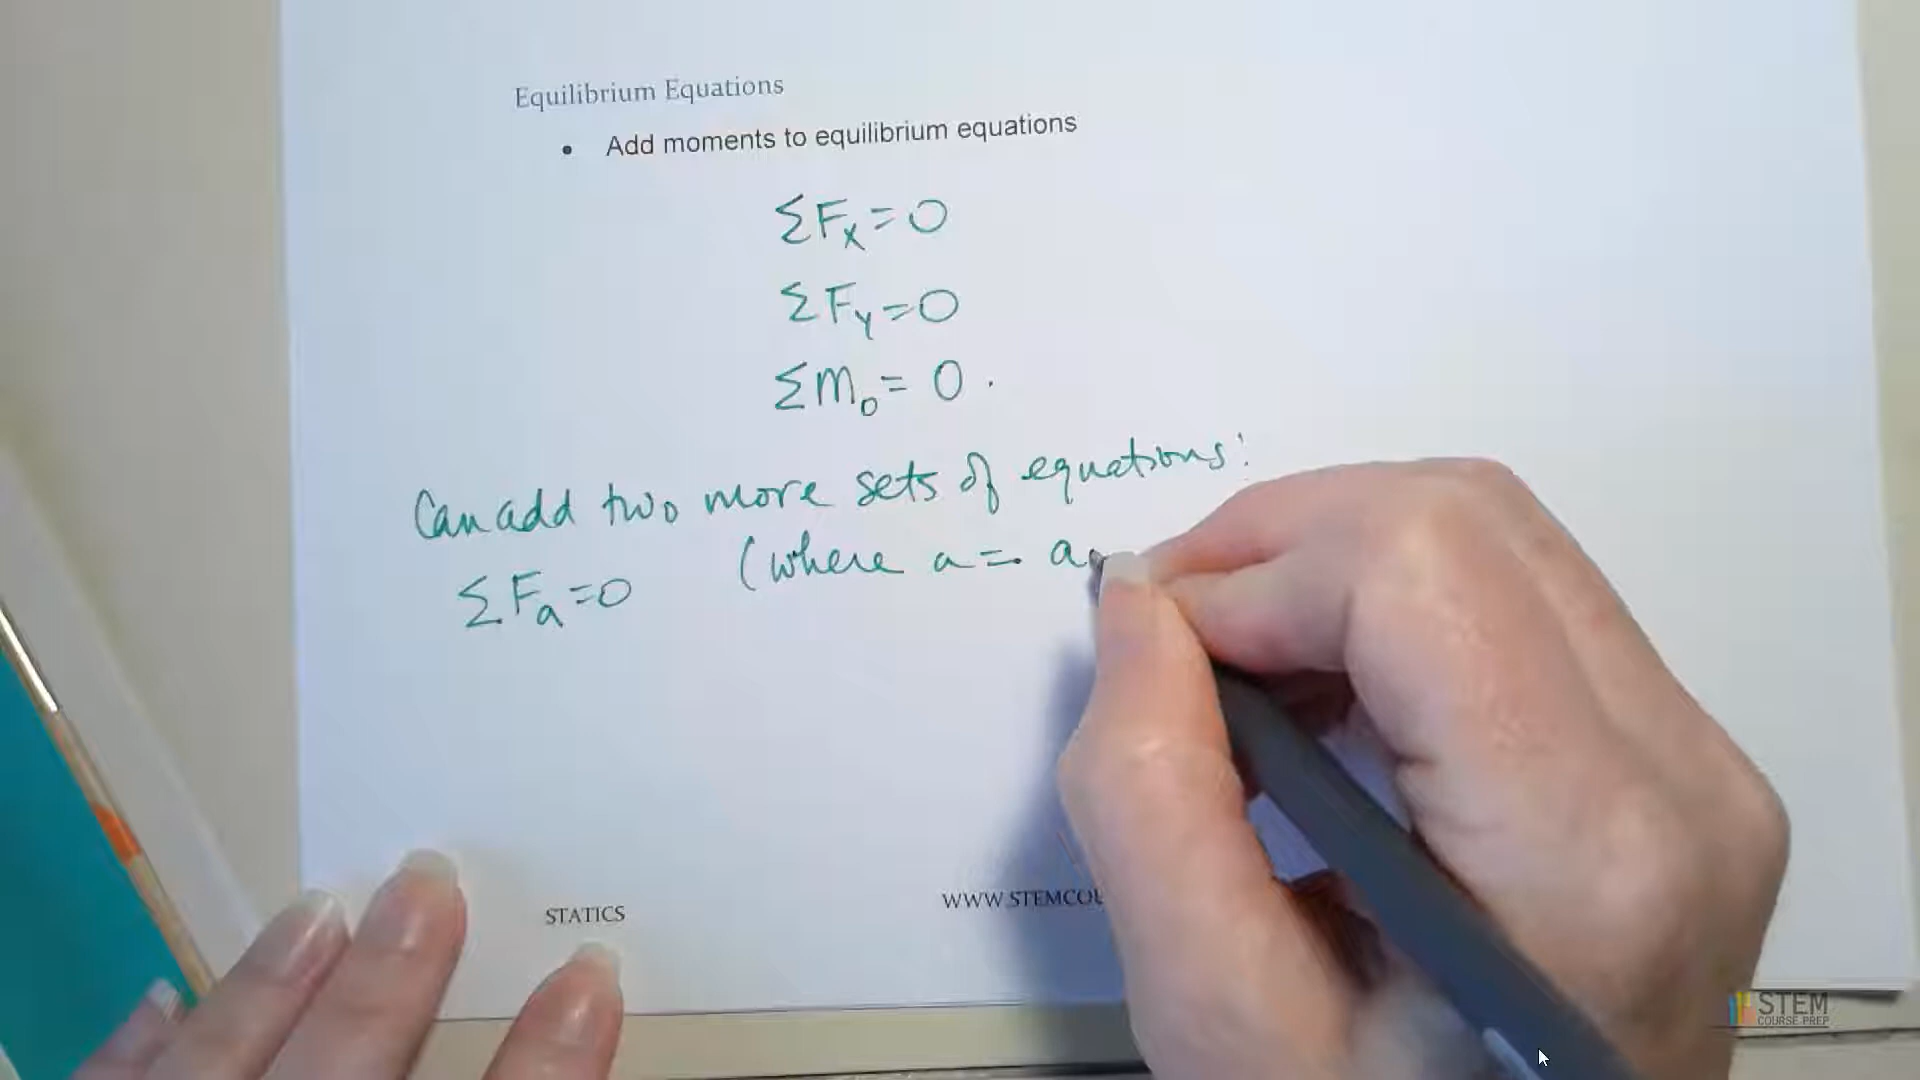 Equilibrium Equations
• Add moments to equilibrium equations
ΣFx=0
ΣFy=0
ΣMo=0.
Can add two more sets of equations:
(where a =
ΣFa=0
STATICS
WWW.STEMCOU
STEM
COURSE PREP